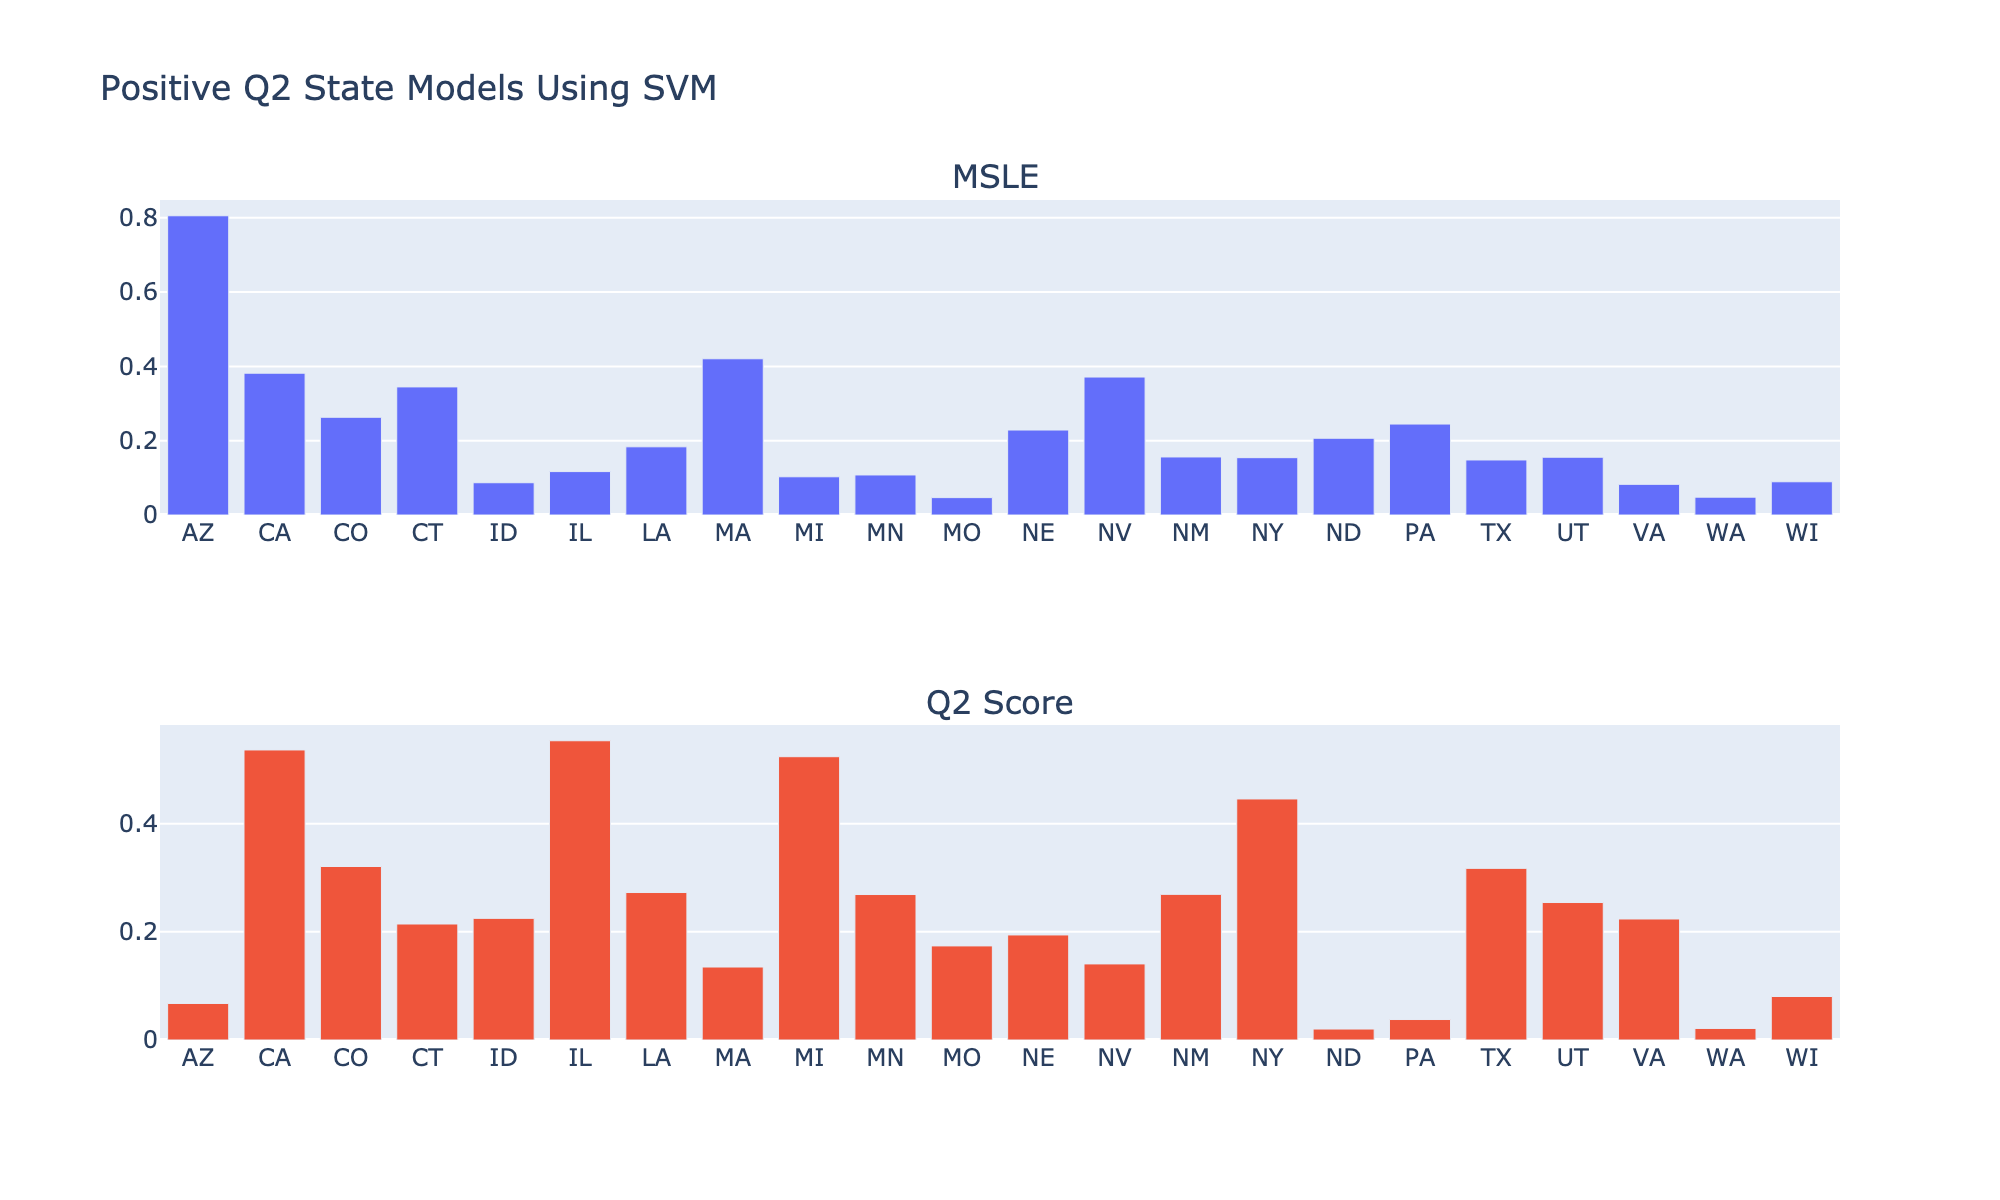 Positive Q2 State Models Using SVM
MSLE
0.8
0.6
0.4
0.2
0
AZ CA CO CT ID IL LA MA MI MN MO NE NV NM NY ND PA TX UT VA WA WI
Q2 Score
0.4
0.2
0
AZ CA CO CT ID IL LA MA MI MN MO NE NV NM NY ND PA TX UT VA WA WI